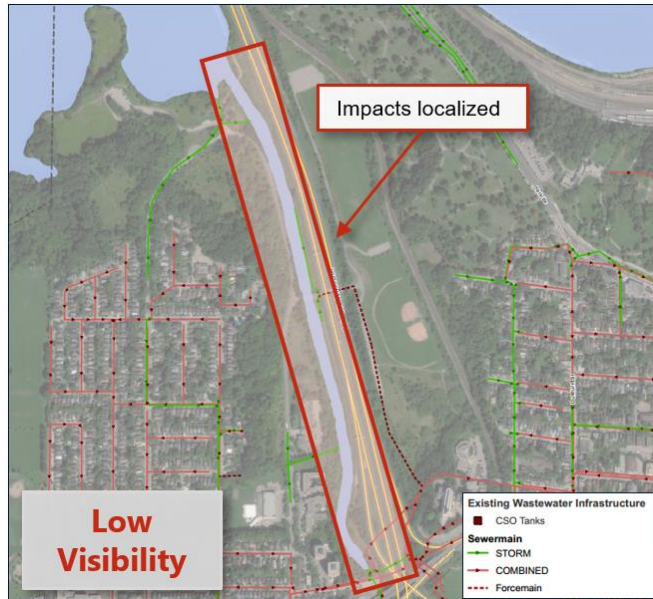 Impacts localized
Low
Visibility
Existing Wastewater Infrastructure
CSO Tanks
Sewermain
STORM
COMBINED
Forcemain